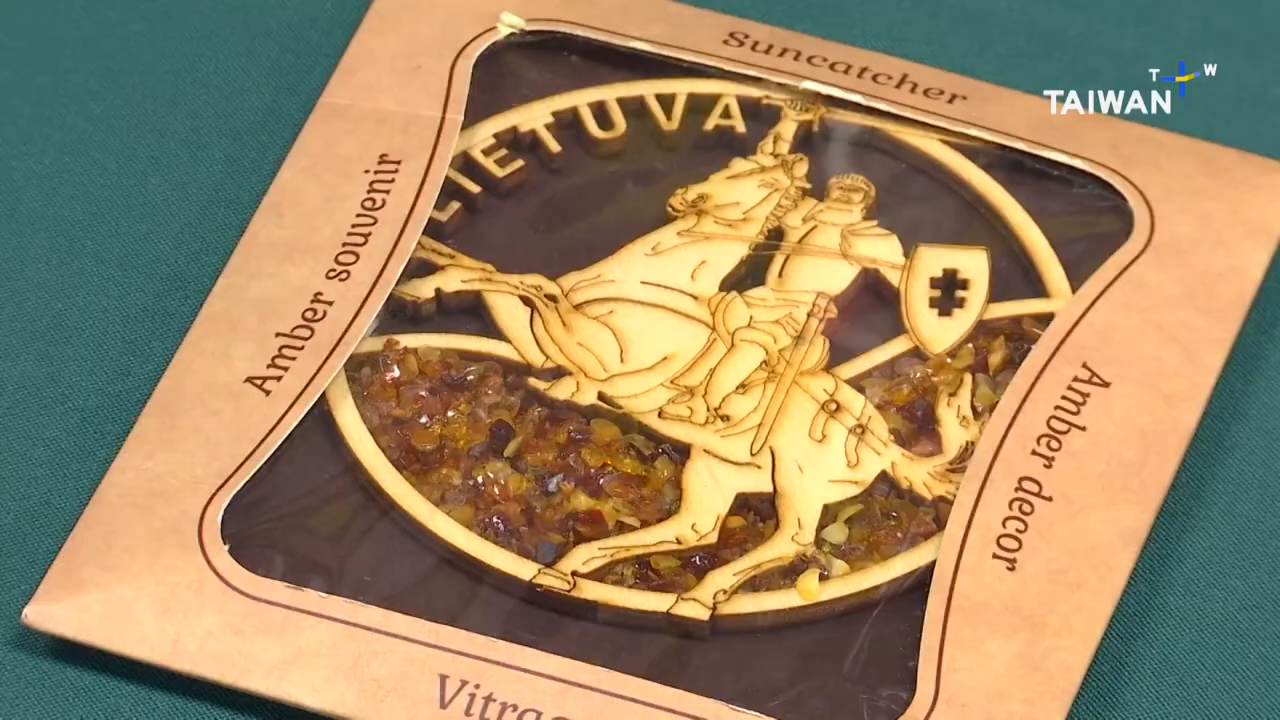 Suncatcher
T W
TAIWAN
LIETUVA
Amber souvenir
Amber decor